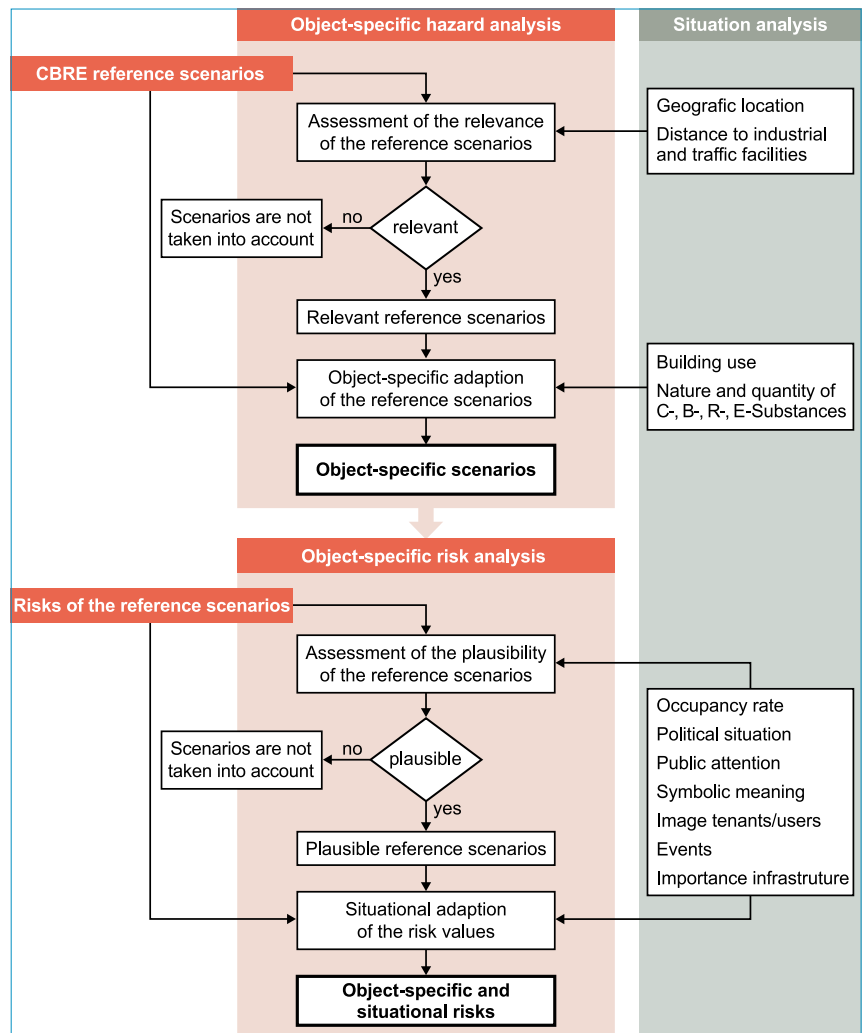 Object-specific hazard analysis
Situation analysis
CBRE reference scenarios
Assessment of the relevance
of the reference scenarios
Geografic location
Distance to industrial
and traffic facilities
Scenarios are not
taken into account
no
relevant
yes
Relevant reference scenarios
Object-specific adaption
of the reference scenarios
Building use
Nature and quantity of
C-, B-, R-, E-Substances
Object-specific scenarios
Object-specific risk analysis
Risks of the reference scenarios
Assessment of the plausibility
of the reference scenarios
Scenarios are not
taken into account
no
plausible
yes
Plausible reference scenarios
Situational adaption
of the risk values
Occupancy rate
Political situation
Public attention
Symbolic meaning
Image tenants/users
Events
Importance infrastruture
Object-specific and
situational risks